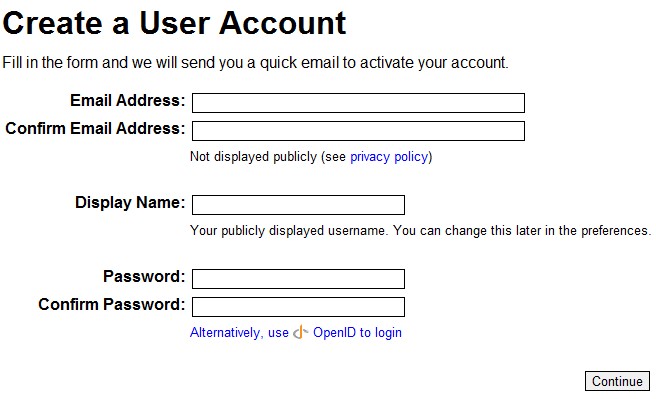 Create a User Account
Fill in the form and we will send you a quick email to activate your account.
Email Address:
Confirm Email Address:
Not displayed publicly (see privacy policy)
Display Name:
Your publicly displayed username. You can change this later in the preferences.
Password:
Confirm Password:
Alternatively, use OpenID to login
Continue